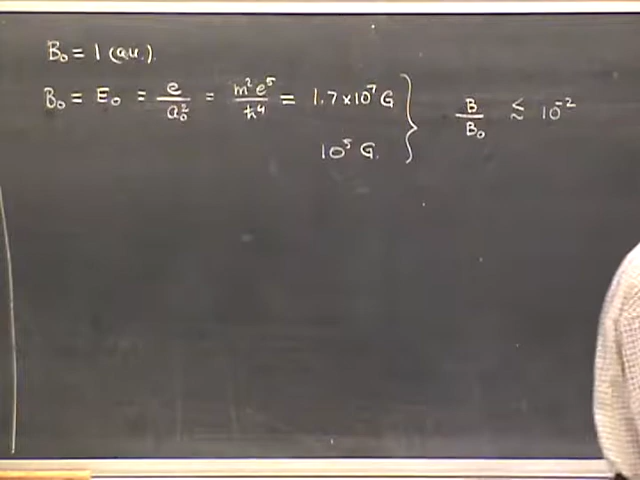 B₀ = 1 (a.u.).
B₀ = E₀ = e/a₀² = m²e⁵/ħ⁴ = 1.7×10⁷ G } B/B₀ ≲ 10⁻²
10⁵ G.